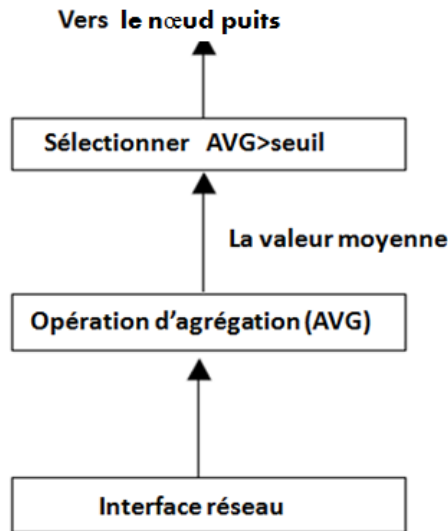 Vers le nœud puits
Sélectionner AVG>seuil
La valeur moyenne
Opération d'agrégation (AVG)
Interface réseau